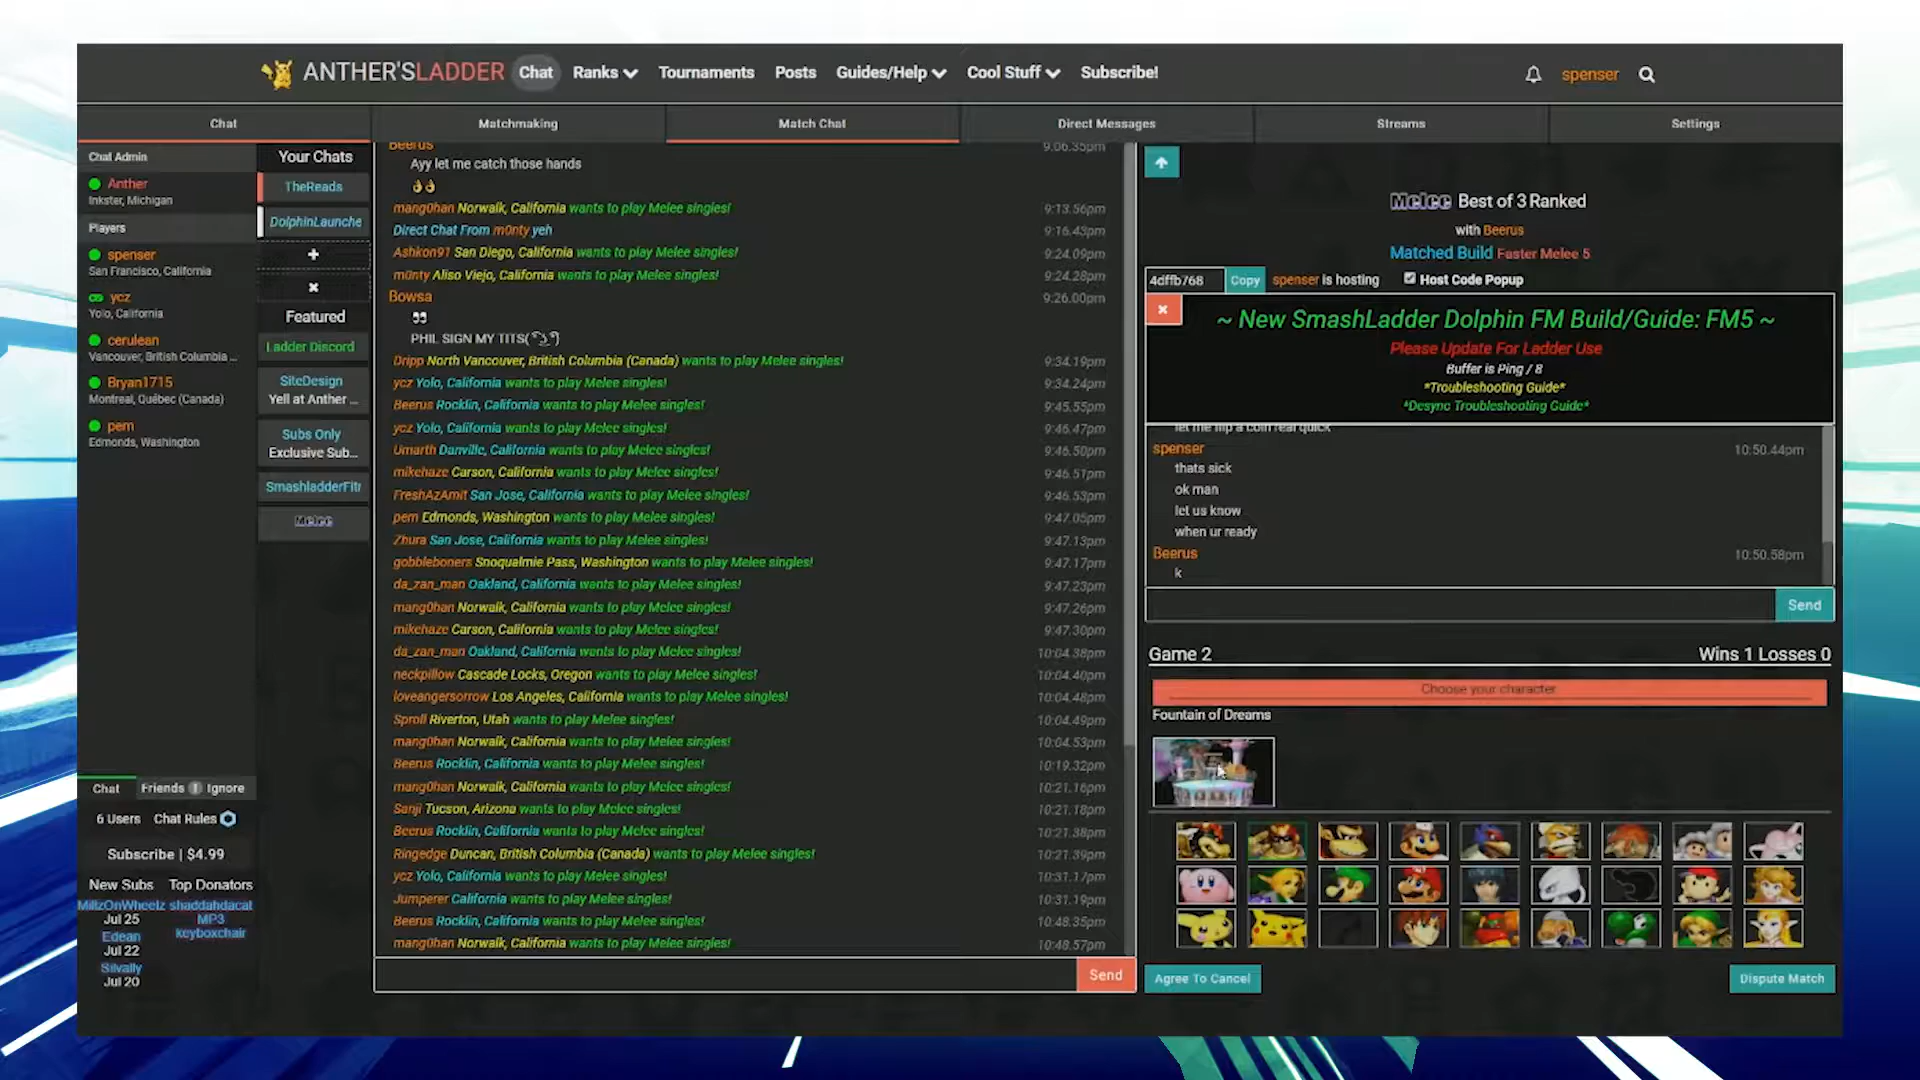 ANTHER'SLADDER
Chat
Ranks
Tournaments
Posts
Guides/Help
Cool Stuff
Subscribe!
spenser
Chat
Matchmaking
Match Chat
Direct Messages
Streams
Settings
Chat Admin
Anther
Inkster, Michigan
Players
spenser
San Francisco, California
ycz
Yolo, California
cerulean
Vancouver, British Columbia ...
Bryan1715
Montreal, Québec (Canada)
pem
Edmonds, Washington
Chat
Friends ! Ignore
6 Users Chat Rules
Subscribe | $4.99
New Subs
MillzOnWheelz
Jul 25
Edean
Jul 22
Silvally
Jul 20
Top Donators
shaddahdacat
MP3
keyboxchair
Your Chats
TheReads
DolphinLaunche
+
×
Featured
Ladder Discord
SiteDesign
Yell at Anther ...
Subs Only
Exclusive Sub...
SmashladderFitr
Melee
Beerus 9:06.35pm
Ayy let me catch those hands
👌👌
mang0han Norwalk, California wants to play Melee singles! 9:13.56pm
Direct Chat From m0nty yeh 9:16.43pm
Ashkon91 San Diego, California wants to play Melee singles! 9:24.09pm
m0nty Aliso Viejo, California wants to play Melee singles! 9:24.28pm
Bowsa 9:26.00pm
PHIL SIGN MY TITS( ͡° ͜ʖ ͡°)
Dripp North Vancouver, British Columbia (Canada) wants to play Melee singles! 9:34.19pm
ycz Yolo, California wants to play Melee singles! 9:34.24pm
Beerus Rocklin, California wants to play Melee singles! 9:45.55pm
ycz Yolo, California wants to play Melee singles! 9:46.47pm
Umarth Danville, California wants to play Melee singles! 9:46.50pm
mikehaze Carson, California wants to play Melee singles! 9:46.51pm
FreshAzAmit San Jose, California wants to play Melee singles! 9:46.53pm
pem Edmonds, Washington wants to play Melee singles! 9:47.05pm
Zhura San Jose, California wants to play Melee singles! 9:47.13pm
gobbleboners Snoqualmie Pass, Washington wants to play Melee singles! 9:47.17pm
da_zan_man Oakland, California wants to play Melee singles! 9:47.23pm
mang0han Norwalk, California wants to play Melee singles! 9:47.26pm
mikehaze Carson, California wants to play Melee singles! 9:47.30pm
da_zan_man Oakland, California wants to play Melee singles! 10:04.38pm
neckpillow Cascade Locks, Oregon wants to play Melee singles! 10:04.40pm
loveangersorrow Los Angeles, California wants to play Melee singles! 10:04.48pm
Sproll Riverton, Utah wants to play Melee singles! 10:04.49pm
mang0han Norwalk, California wants to play Melee singles! 10:04.53pm
Beerus Rocklin, California wants to play Melee singles! 10:19.32pm
mang0han Norwalk, California wants to play Melee singles! 10:21.16pm
Sanji Tucson, Arizona wants to play Melee singles! 10:21.18pm
Beerus Rocklin, California wants to play Melee singles! 10:21.38pm
Ringedge Duncan, British Columbia (Canada) wants to play Melee singles! 10:21.39pm
ycz Yolo, California wants to play Melee singles! 10:31.17pm
Jumperer California wants to play Melee singles! 10:31.19pm
Beerus Rocklin, California wants to play Melee singles! 10:48.35pm
mang0han Norwalk, California wants to play Melee singles! 10:48.57pm
Send
Melee Best of 3 Ranked
with Beerus
Matched Build Faster Melee 5
4dffb768 Copy spenser is hosting Host Code Popup
~ New SmashLadder Dolphin FM Build/Guide: FM5 ~
Please Update For Ladder Use
Buffer is Ping / 8
*Troubleshooting Guide*
*Desync Troubleshooting Guide*
let me flip a coin real quick
spenser 10:50.44pm
thats sick
ok man
let us know
when ur ready
Beerus 10:50.58pm
k
Send
Game 2 Wins 1 Losses 0
Choose your character
Fountain of Dreams
Agree To Cancel
Dispute Match